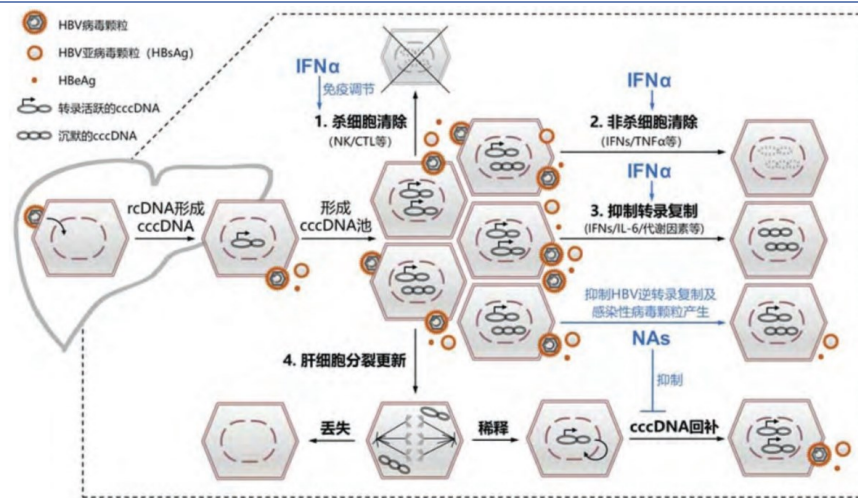 HBV病毒颗粒
HBV亚病毒颗粒（HBsAg）
HBeAg
转录活跃的cccDNA
沉默的cccDNA
IFNα
免疫调节
1. 杀细胞清除
(NK/CTL等)
IFNα
2. 非杀细胞清除
(IFNs/TNFα等)
IFNα
3. 抑制转录复制
(IFNs/IL-6/代谢因素等)
rcDNA形成
cccDNA
形成
cccDNA池
抑制HBV逆转录复制及
感染性病毒颗粒产生
NAs
抑制
4. 肝细胞分裂更新
丢失
稀释
cccDNA回补